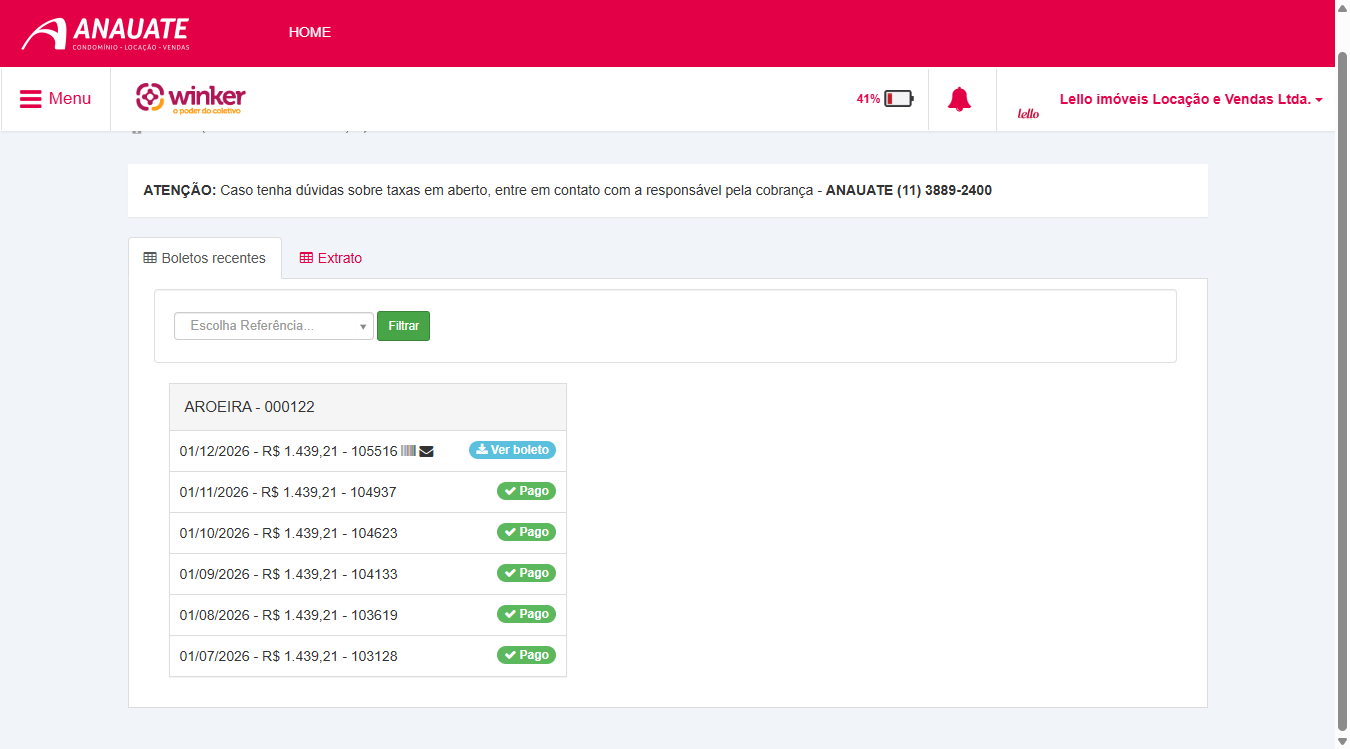 ANAUATE
CONDOMÍNIO - LOCAÇÃO - VENDAS
HOME
Menu
winker
o poder do coletivo
41%
lello
Lello imóveis Locação e Vendas Ltda.
ATENÇÃO: Caso tenha dúvidas sobre taxas em aberto, entre em contato com a responsável pela cobrança - ANAUATE (11) 3889-2400
Boletos recentes
Extrato
Escolha Referência...
Filtrar
AROEIRA - 000122
01/12/2026 - R$ 1.439,21 - 105516 Ver boleto
01/11/2026 - R$ 1.439,21 - 104937 Pago
01/10/2026 - R$ 1.439,21 - 104623 Pago
01/09/2026 - R$ 1.439,21 - 104133 Pago
01/08/2026 - R$ 1.439,21 - 103619 Pago
01/07/2026 - R$ 1.439,21 - 103128 Pago